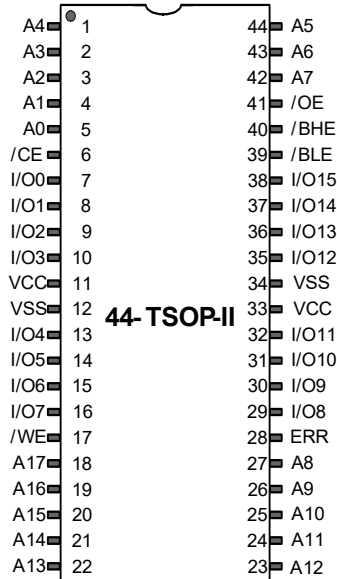 A4 1 44 A5
A3 2 43 A6
A2 3 42 A7
A1 4 41 /OE
A0 5 40 /BHE
/CE 6 39 /BLE
I/O0 7 38 I/O15
I/O1 8 37 I/O14
I/O2 9 36 I/O13
I/O3 10 35 I/O12
VCC 11 34 VSS
VSS 12 33 VCC
44-TSOP-II
I/O4 13 32 I/O11
I/O5 14 31 I/O10
I/O6 15 30 I/O9
I/O7 16 29 I/O8
/WE 17 28 ERR
A17 18 27 A8
A16 19 26 A9
A15 20 25 A10
A14 21 24 A11
A13 22 23 A12